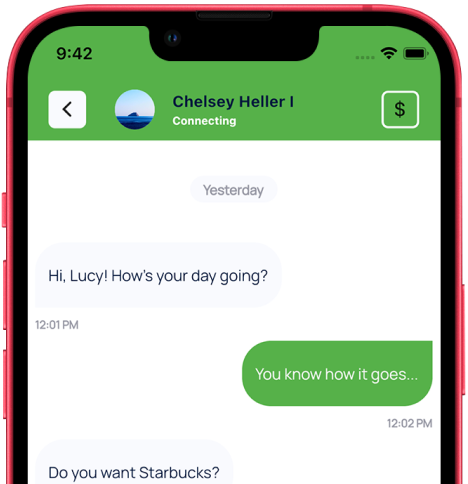 9:42
Chelsey Heller I
Connecting
$
Yesterday
Hi, Lucy! How's your day going?
12:01 PM
You know how it goes...
12:02 PM
Do you want Starbucks?